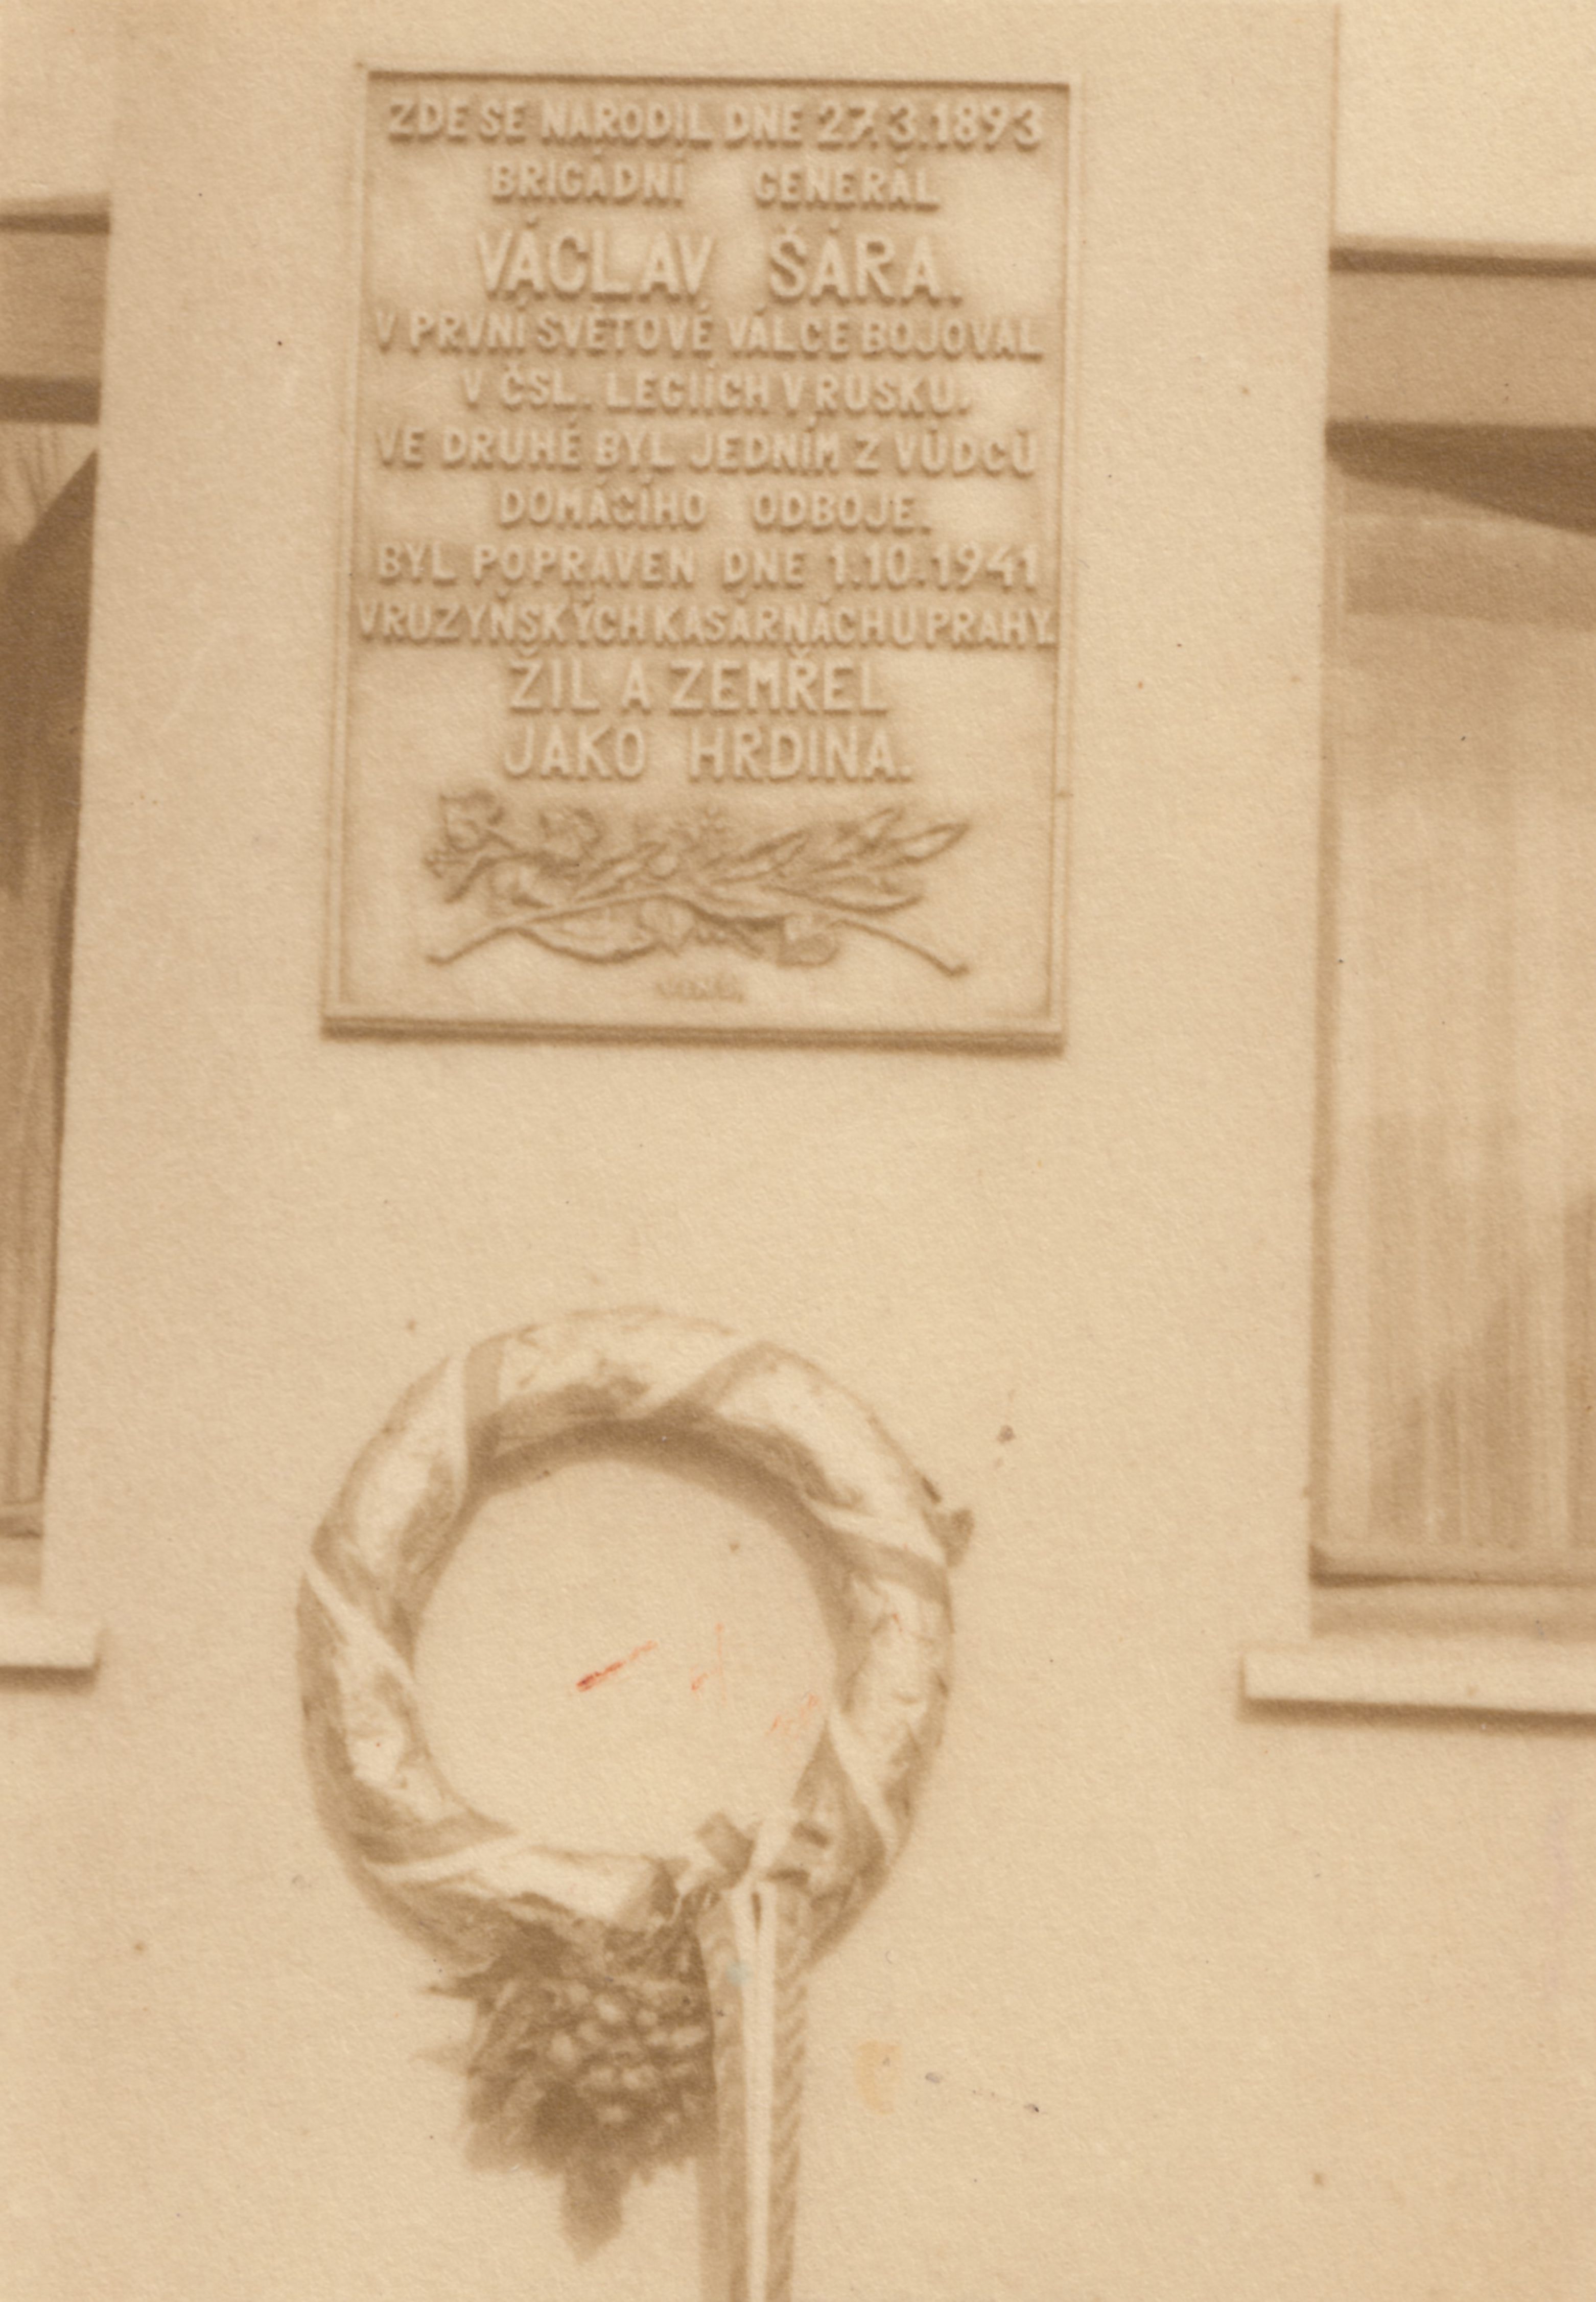 ZDE SE NARODIL DNE 27.3.1893
BRIGÁDNÍ GENERÁL
VÁCLAV ŠÁRA.
V PRVNÍ SVĚTOVÉ VÁLCE BOJOVAL
V ČSL. LEGIÍCH V RUSKU.
VE DRUHÉ BYL JEDNÍM Z VŮDCŮ
DOMÁCÍHO ODBOJE.
BYL POPRAVEN DNE 1.10.1941
V RUZYŇSKÝCH KASÁRNÁCH U PRAHY.
ŽIL A ZEMŘEL
JAKO HRDINA.